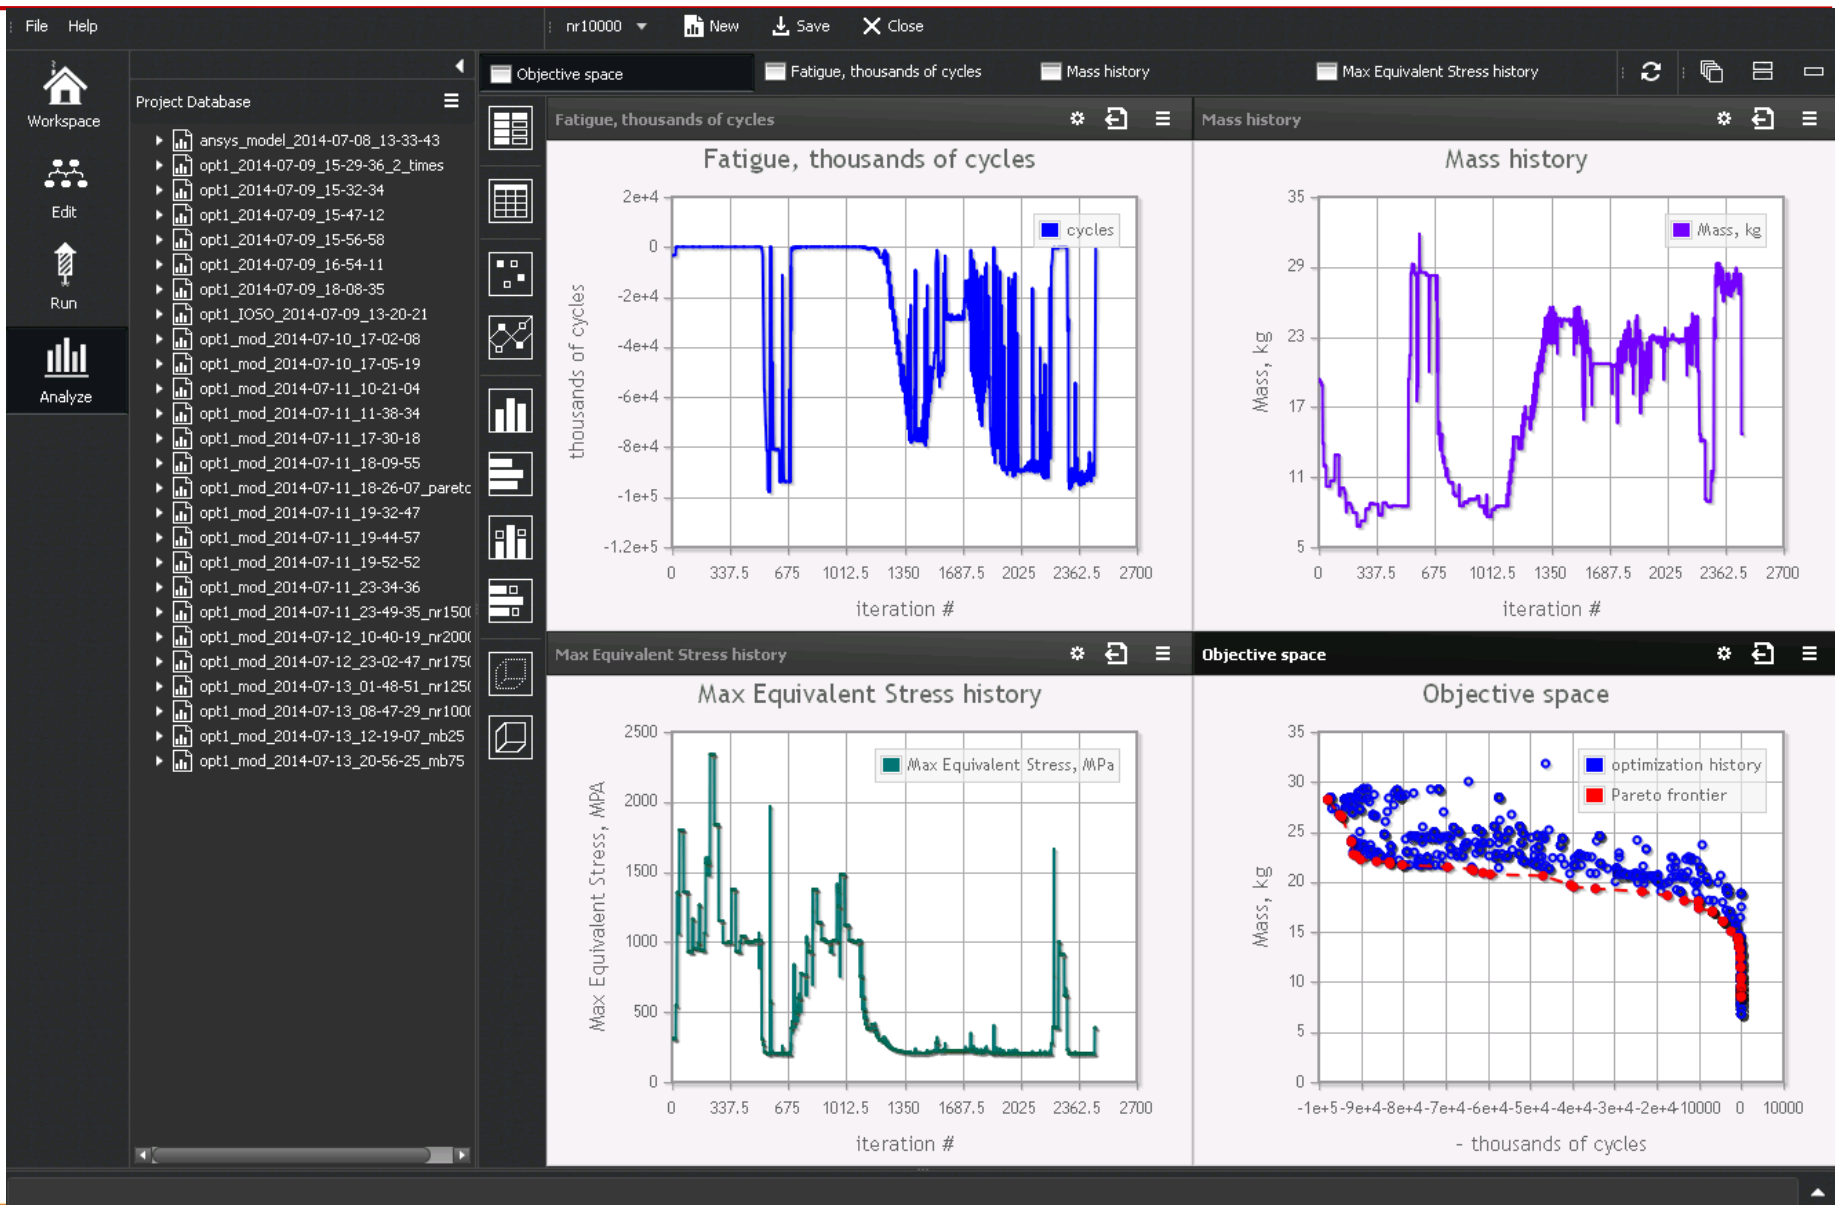 File Help
nr10000 New Save Close
Workspace
Edit
Run
Analyze
Project Database
ansys_model_2014-07-08_13-33-43
opt1_2014-07-09_15-29-36_2_times
opt1_2014-07-09_15-32-34
opt1_2014-07-09_15-47-12
opt1_2014-07-09_15-56-58
opt1_2014-07-09_16-54-11
opt1_2014-07-09_18-08-35
opt1_IOSO_2014-07-09_13-20-21
opt1_mod_2014-07-10_17-02-08
opt1_mod_2014-07-10_17-05-19
opt1_mod_2014-07-11_10-21-04
opt1_mod_2014-07-11_11-38-34
opt1_mod_2014-07-11_17-30-18
opt1_mod_2014-07-11_18-09-55
opt1_mod_2014-07-11_18-26-07_paretc
opt1_mod_2014-07-11_19-32-47
opt1_mod_2014-07-11_19-44-57
opt1_mod_2014-07-11_19-52-52
opt1_mod_2014-07-11_23-34-36
opt1_mod_2014-07-11_23-49-35_nr150(
opt1_mod_2014-07-12_10-40-19_nr200(
opt1_mod_2014-07-12_23-02-47_nr175(
opt1_mod_2014-07-13_01-48-51_nr125(
opt1_mod_2014-07-13_08-47-29_nr100(
opt1_mod_2014-07-13_12-19-07_mb25
opt1_mod_2014-07-13_20-56-25_mb75
Objective space Fatigue, thousands of cycles Mass history Max Equivalent Stress history
Fatigue, thousands of cycles
Fatigue, thousands of cycles
cycles
thousands of cycles
2e+4
0
-2e+4
-4e+4
-6e+4
-8e+4
-1e+5
-1.2e+5
0 337.5 675 1012.5 1350 1687.5 2025 2362.5 2700
iteration #
Mass history
Mass history
Mass, kg
Mass, kg
35
29
23
17
11
5
0 337.5 675 1012.5 1350 1687.5 2025 2362.5 2700
iteration #
Max Equivalent Stress history
Max Equivalent Stress history
Max Equivalent Stress, MPa
Max Equivalent Stress, MPA
2500
2000
1500
1000
500
0
0 337.5 675 1012.5 1350 1687.5 2025 2362.5 2700
iteration #
Objective space
Objective space
optimization history
Pareto frontier
Mass, kg
35
30
25
20
15
10
5
0
-1e+5 -9e+4 -8e+4 -7e+4 -6e+4 -5e+4 -4e+4 -3e+4 -2e+4 -10000 0 10000
- thousands of cycles